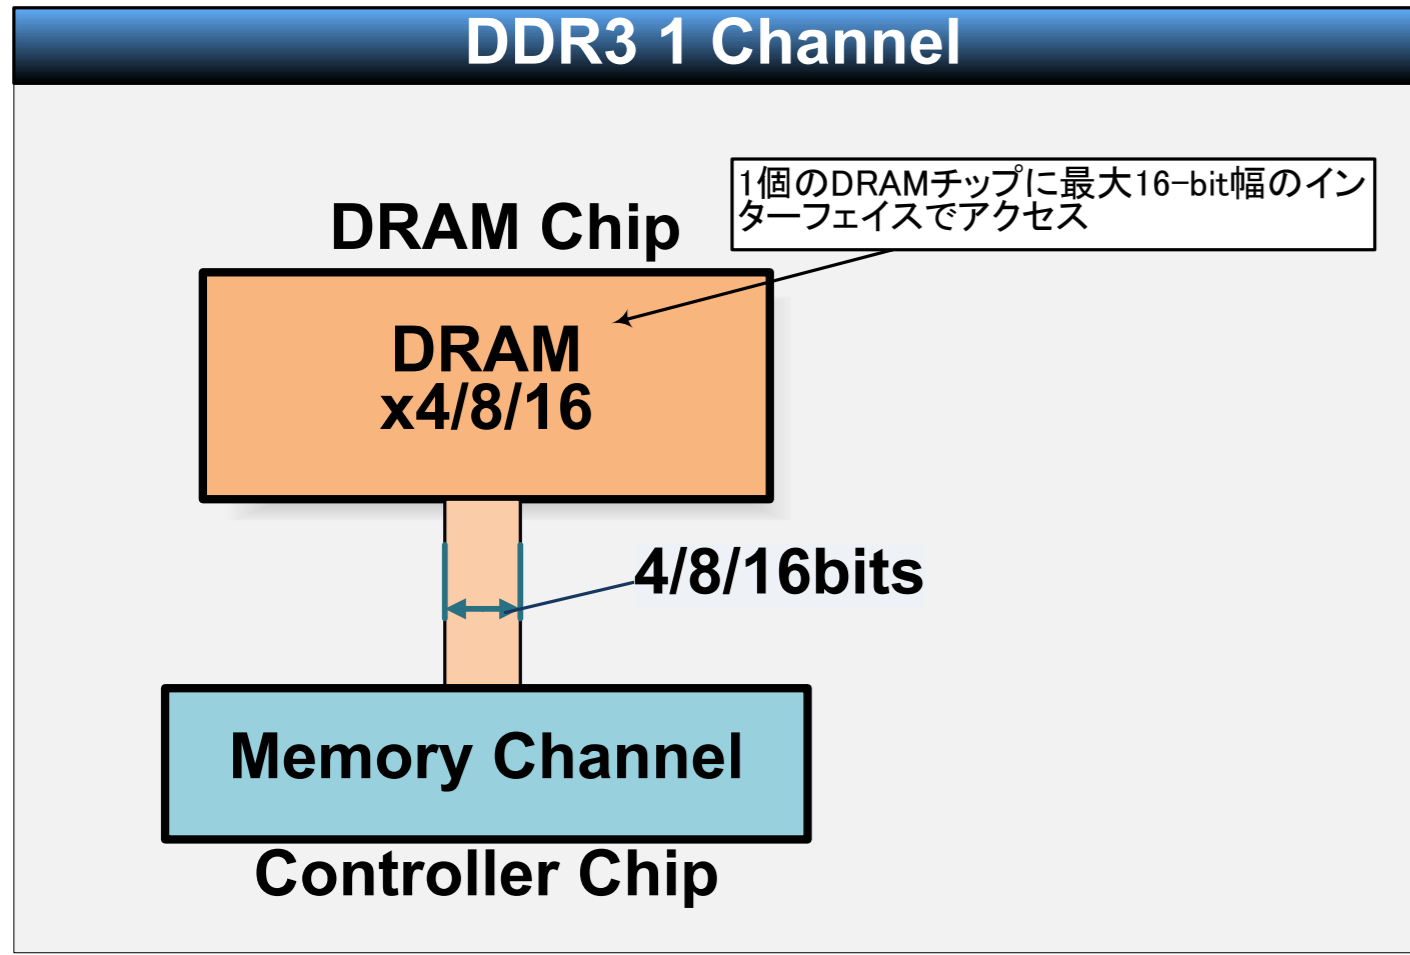 DDR3 1 Channel
1個のDRAMチップに最大16-bit幅のイン
ターフェイスでアクセス
DRAM Chip
DRAM
x4/8/16
4/8/16bits
Memory Channel
Controller Chip